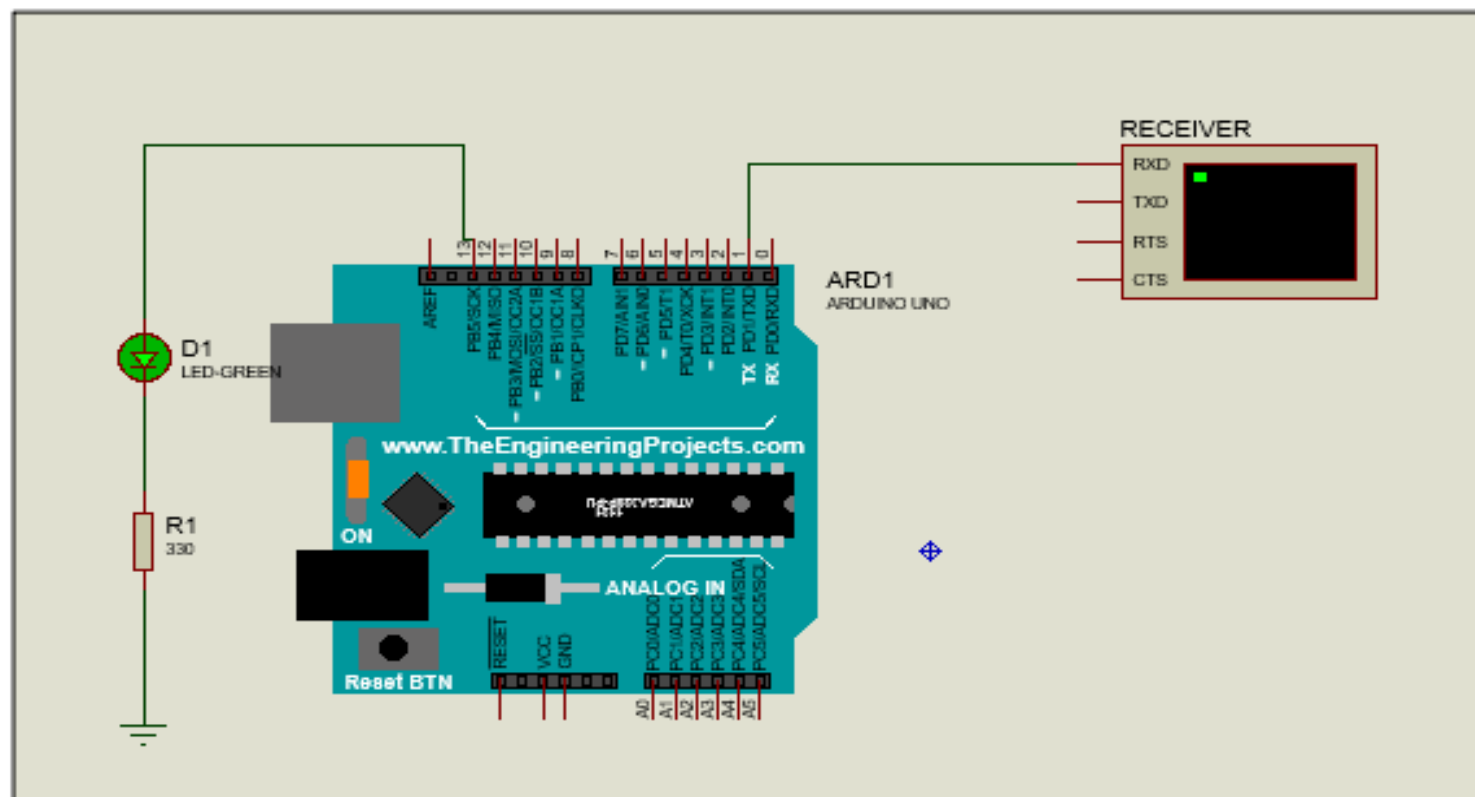 RECEIVER
RXD
TXD
RTS
CTS
13
12
11
10
9
8
7
6
5
4
3
2
1
0
ARD1
ARDUINO UNO
AREF
PB5/SCK
PB4/MISO
PB3/MOSI/OC2A
PB2/SS/OC1B
PB1/OC1A
PB0/ICP1/CLKO
PD7/AIN1
PD6/AIN0
PD5/T1
PD4/T0/XCK
PD3/INT1
PD2/INT0
PD1/TXD
PD0/RXD
TX
RX
D1
LED-GREEN
www.TheEngineeringProjects.com
R1
330
ON
ANALOG IN
RESET
VCC
GND
PC0/ADC0
PC1/ADC1
PC2/ADC2
PC3/ADC3
PC4/ADC4/SDA
PC5/ADC5/SCL
Reset BTN
A0
A1
A2
A3
A4
A5